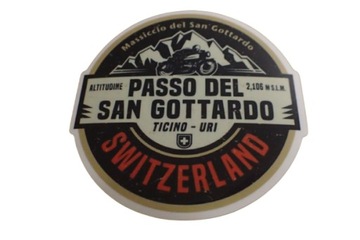 Massiccio del San Gottardo
ALTITUDINE PASSO DEL 2,106 M S.L.M.
SAN GOTTARDO
TICINO - URI
SWITZERLAND